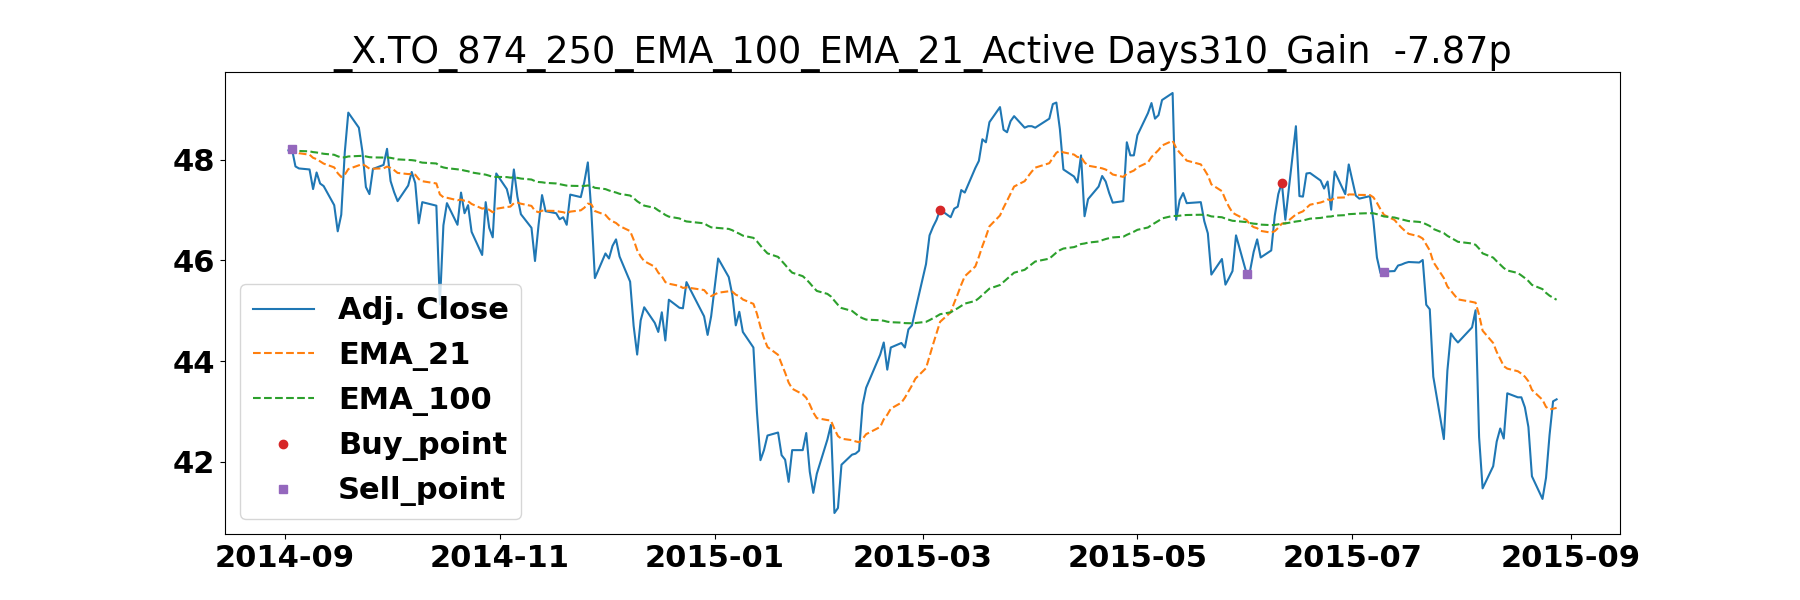 _X.TO_874_250_EMA_100_EMA_21_Active Days310_Gain  -7.87p
48
46
44
42
Adj. Close
EMA_21
EMA_100
Buy_point
Sell_point
2014-09 2014-11 2015-01 2015-03 2015-05 2015-07 2015-09